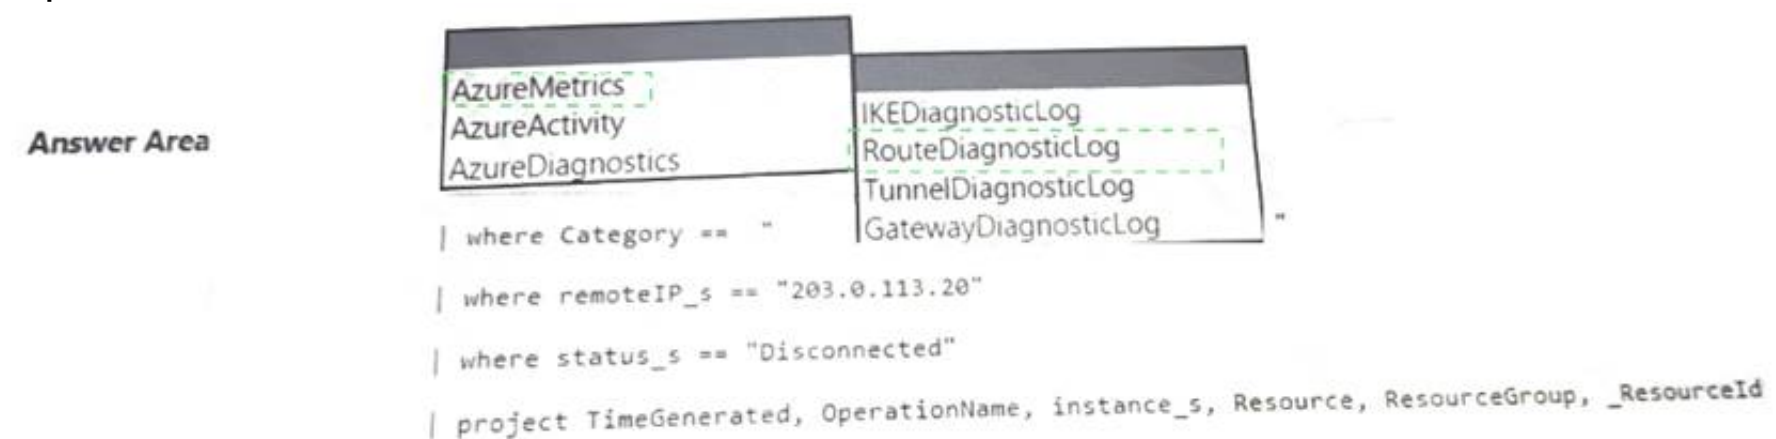 AzureMetrics
AzureActivity
AzureDiagnostics
IKEDiagnosticLog
RouteDiagnosticLog
TunnelDiagnosticLog
GatewayDiagnosticLog
Answer Area
| where Category == " "
| where remoteIP_s == "203.0.113.20"
| where status_s == "Disconnected"
| project TimeGenerated, OperationName, instance_s, Resource, ResourceGroup, _ResourceId